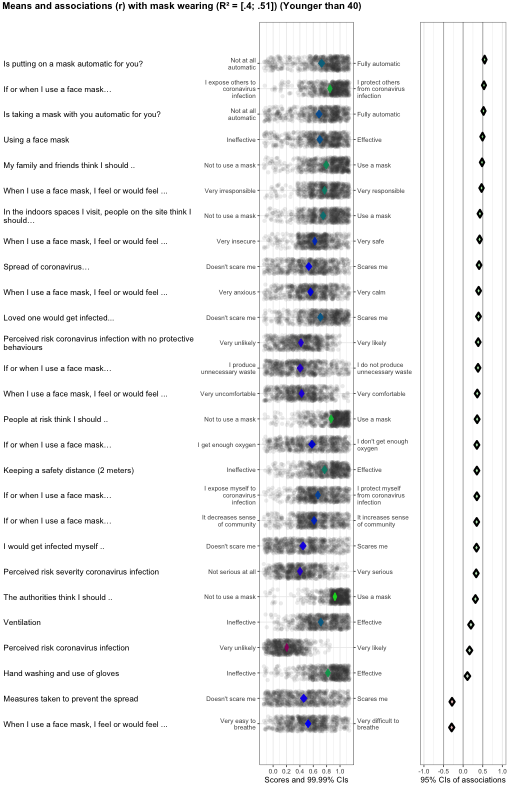 Means and associations (r) with mask wearing (R² = [.4; .51]) (Younger than 40)
Is putting on a mask automatic for you?
Not at all
automatic
Fully automatic
If or when I use a face mask…
I expose others to
coronavirus
infection
I protect others
from coronavirus
infection
Is taking a mask with you automatic for you?
Not at all
automatic
Fully automatic
Using a face mask
Ineffective
Effective
My family and friends think I should ..
Not to use a mask
Use a mask
When I use a face mask, I feel or would feel ...
Very irresponsible
Very responsible
In the indoors spaces I visit, people on the site think I
should…
Not to use a mask
Use a mask
When I use a face mask, I feel or would feel ...
Very insecure
Very safe
Spread of coronavirus…
Doesn't scare me
Scares me
When I use a face mask, I feel or would feel ...
Very anxious
Very calm
Loved one would get infected...
Doesn't scare me
Scares me
Perceived risk coronavirus infection with no protective
behaviours
Very unlikely
Very likely
If or when I use a face mask…
I produce
unnecessary waste
I do not produce
unnecessary waste
When I use a face mask, I feel or would feel ...
Very uncomfortable
Very comfortable
People at risk think I should ..
Not to use a mask
Use a mask
If or when I use a face mask…
I get enough oxygen
I don't get enough
oxygen
Keeping a safety distance (2 meters)
Ineffective
Effective
If or when I use a face mask…
I expose myself to
coronavirus
infection
I protect myself
from coronavirus
infection
If or when I use a face mask…
It decreases sense
of community
It increases sense
of community
I would get infected myself ..
Doesn't scare me
Scares me
Perceived risk severity coronavirus infection
Not serious at all
Very serious
The authorities think I should ..
Not to use a mask
Use a mask
Ventilation
Ineffective
Effective
Perceived risk coronavirus infection
Very unlikely
Very likely
Hand washing and use of gloves
Ineffective
Effective
Measures taken to prevent the spread
Doesn't scare me
Scares me
When I use a face mask, I feel or would feel ...
Very easy to
breathe
Very difficult to
breathe
0.0 0.2 0.4 0.6 0.8 1.0
Scores and 99.99% CIs
-1.0 -0.5 0.0 0.5 1.0
95% CIs of associations